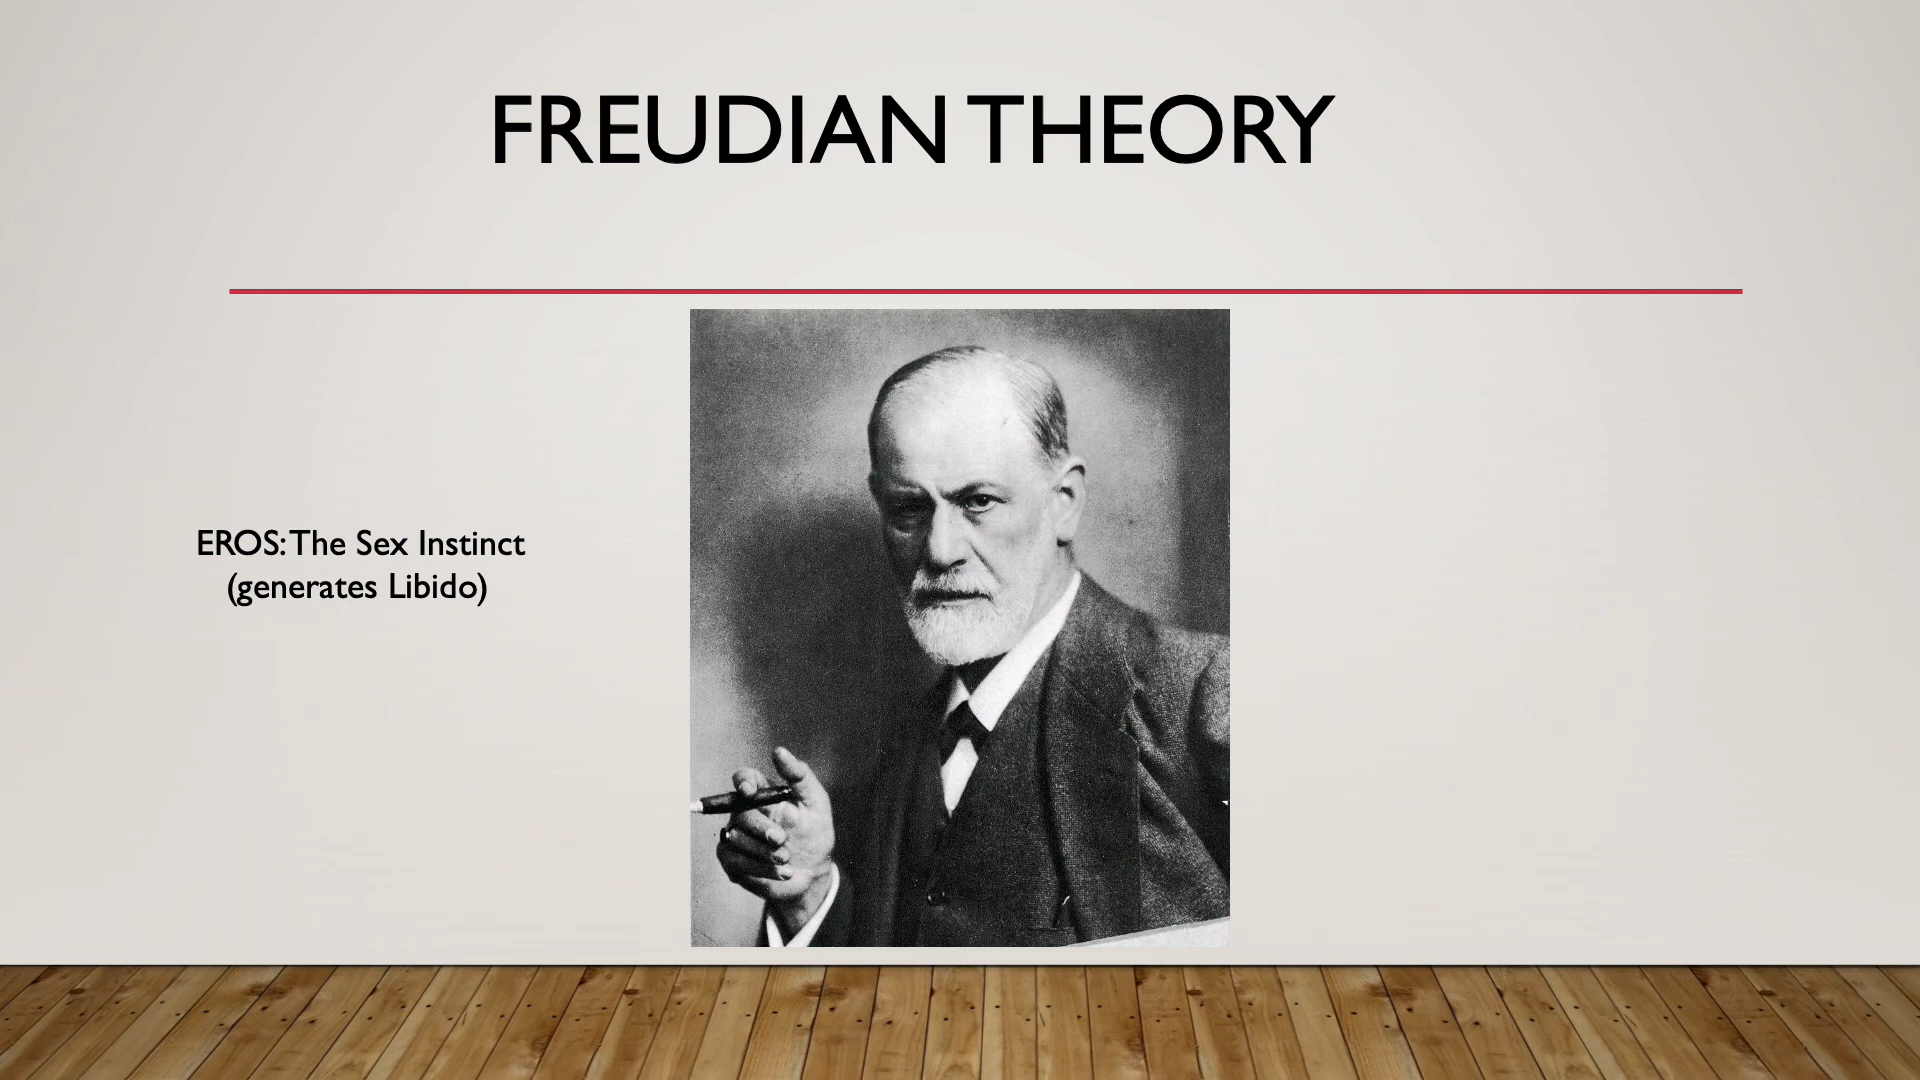 FREUDIAN THEORY
EROS: The Sex Instinct
(generates Libido)